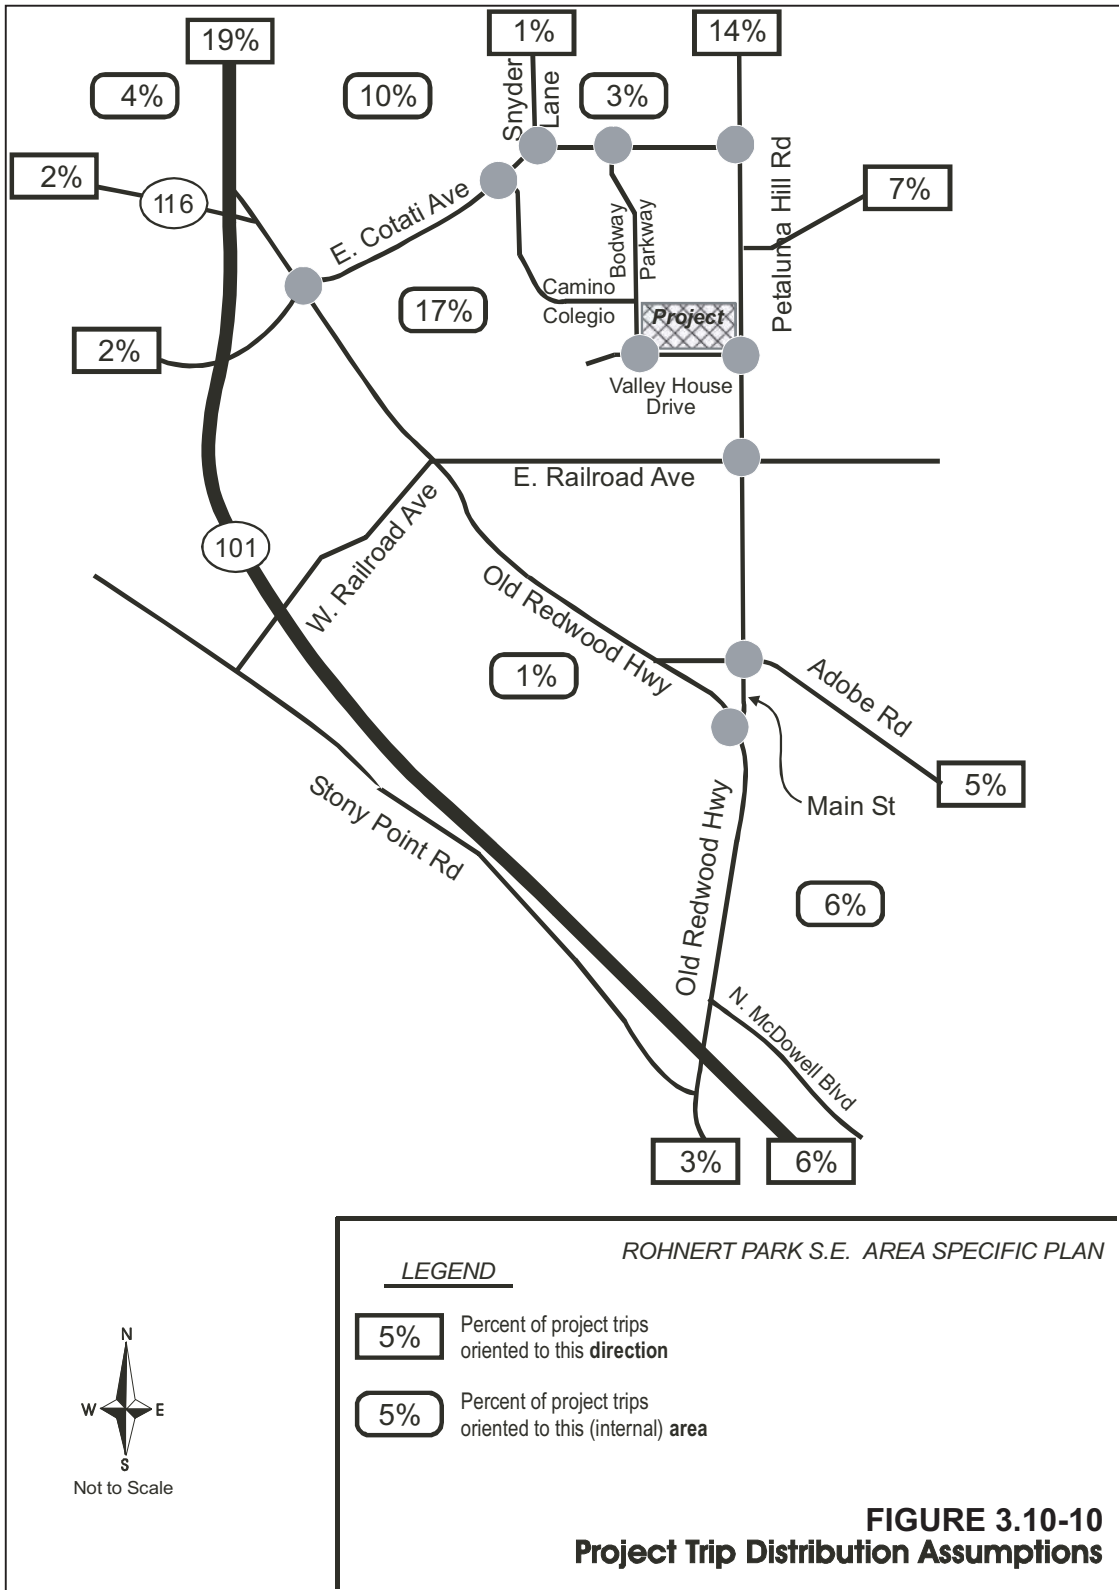 19%
1%
14%
4%
10%
Snyder
Lane
3%
2%
116
E. Cotati Ave
Petaluma Hill Rd
7%
Bodway
Parkway
Camino
Colegio
17%
Project
2%
Valley House
Drive
E. Railroad Ave
101
W. Railroad Ave
Old Redwood Hwy
1%
Adobe Rd
5%
Main St
Stony Point Rd
Old Redwood Hwy
6%
N. McDowell Blvd
3%
6%
ROHNERT PARK S.E. AREA SPECIFIC PLAN
LEGEND
5%
Percent of project trips
oriented to this direction
5%
Percent of project trips
oriented to this (internal) area
N
W
E
S
Not to Scale
FIGURE 3.10-10
Project Trip Distribution Assumptions